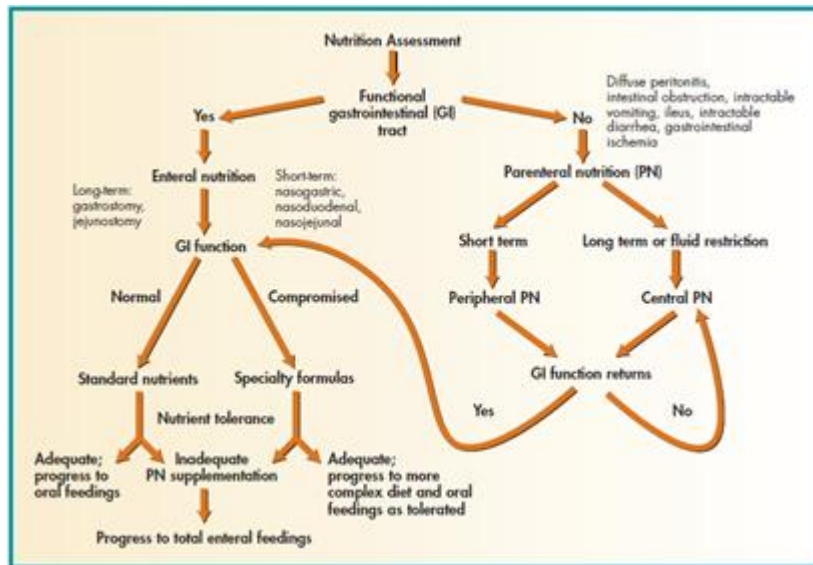 Nutrition Assessment
Functional
gastrointestinal (GI)
tract
Yes
No
Diffuse peritonitis,
intestinal obstruction, intractable
vomiting, ileus, intractable
diarrhea, gastrointestinal
ischemia
Enteral nutrition
Parenteral nutrition (PN)
Long-term:
gastrostomy,
jejunostomy
Short-term:
nasogastric,
nasoduodenal,
nasojejunal
GI function
Short term
Long term or fluid restriction
Normal
Compromised
Peripheral PN
Central PN
Standard nutrients
Specialty formulas
GI function returns
Nutrient tolerance
Yes
No
Adequate;
progress to
oral feedings
Inadequate
PN supplementation
Adequate;
progress to more
complex diet and oral
feedings as tolerated
Progress to total enteral feedings